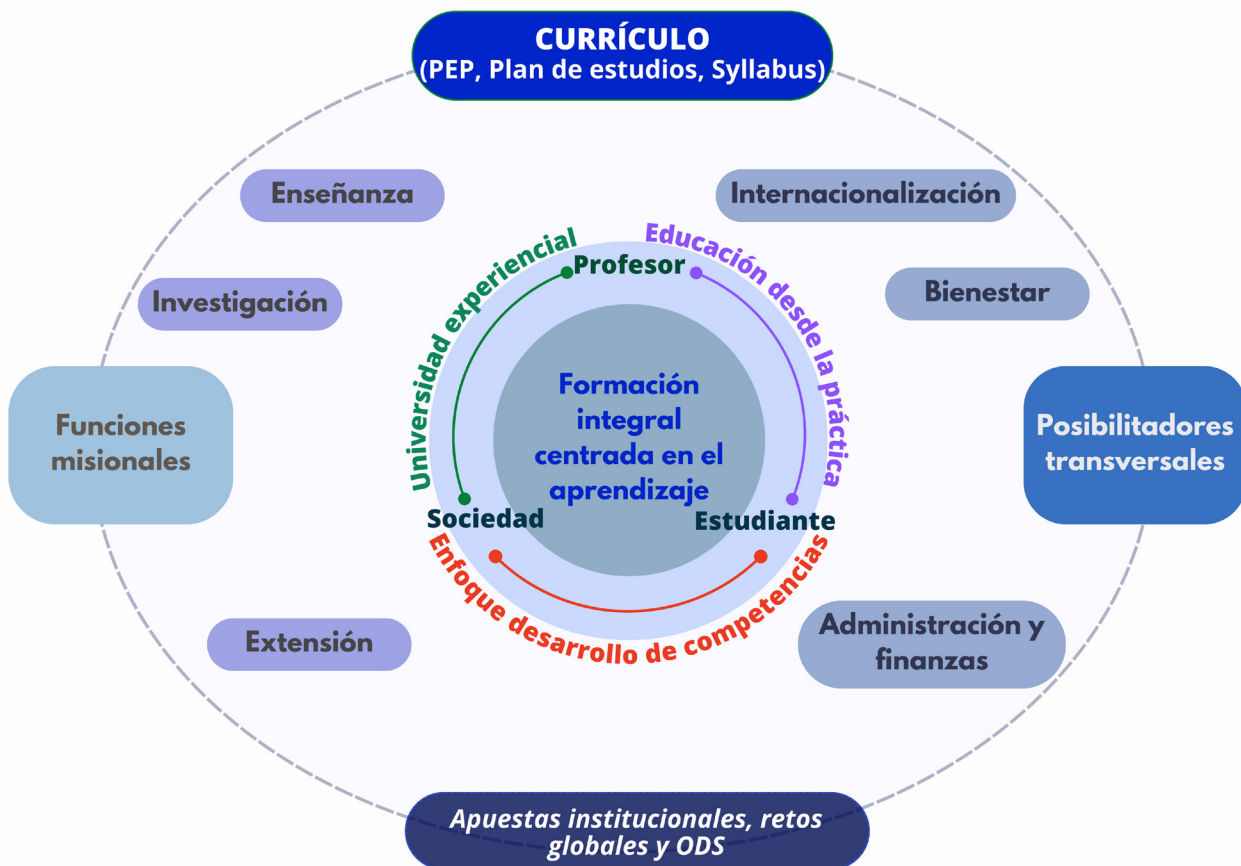 CURRÍCULO
(PEP, Plan de estudios, Syllabus)
Enseñanza
Internacionalización
Investigación
Bienestar
Universidad experiencial
Educación desde la práctica
Profesor
Funciones
misionales
Formación
integral
centrada en el
aprendizaje
Posibilitadores
transversales
Sociedad
Estudiante
Enfoque desarrollo de competencias
Extensión
Administración y
finanzas
Apuestas institucionales, retos
globales y ODS